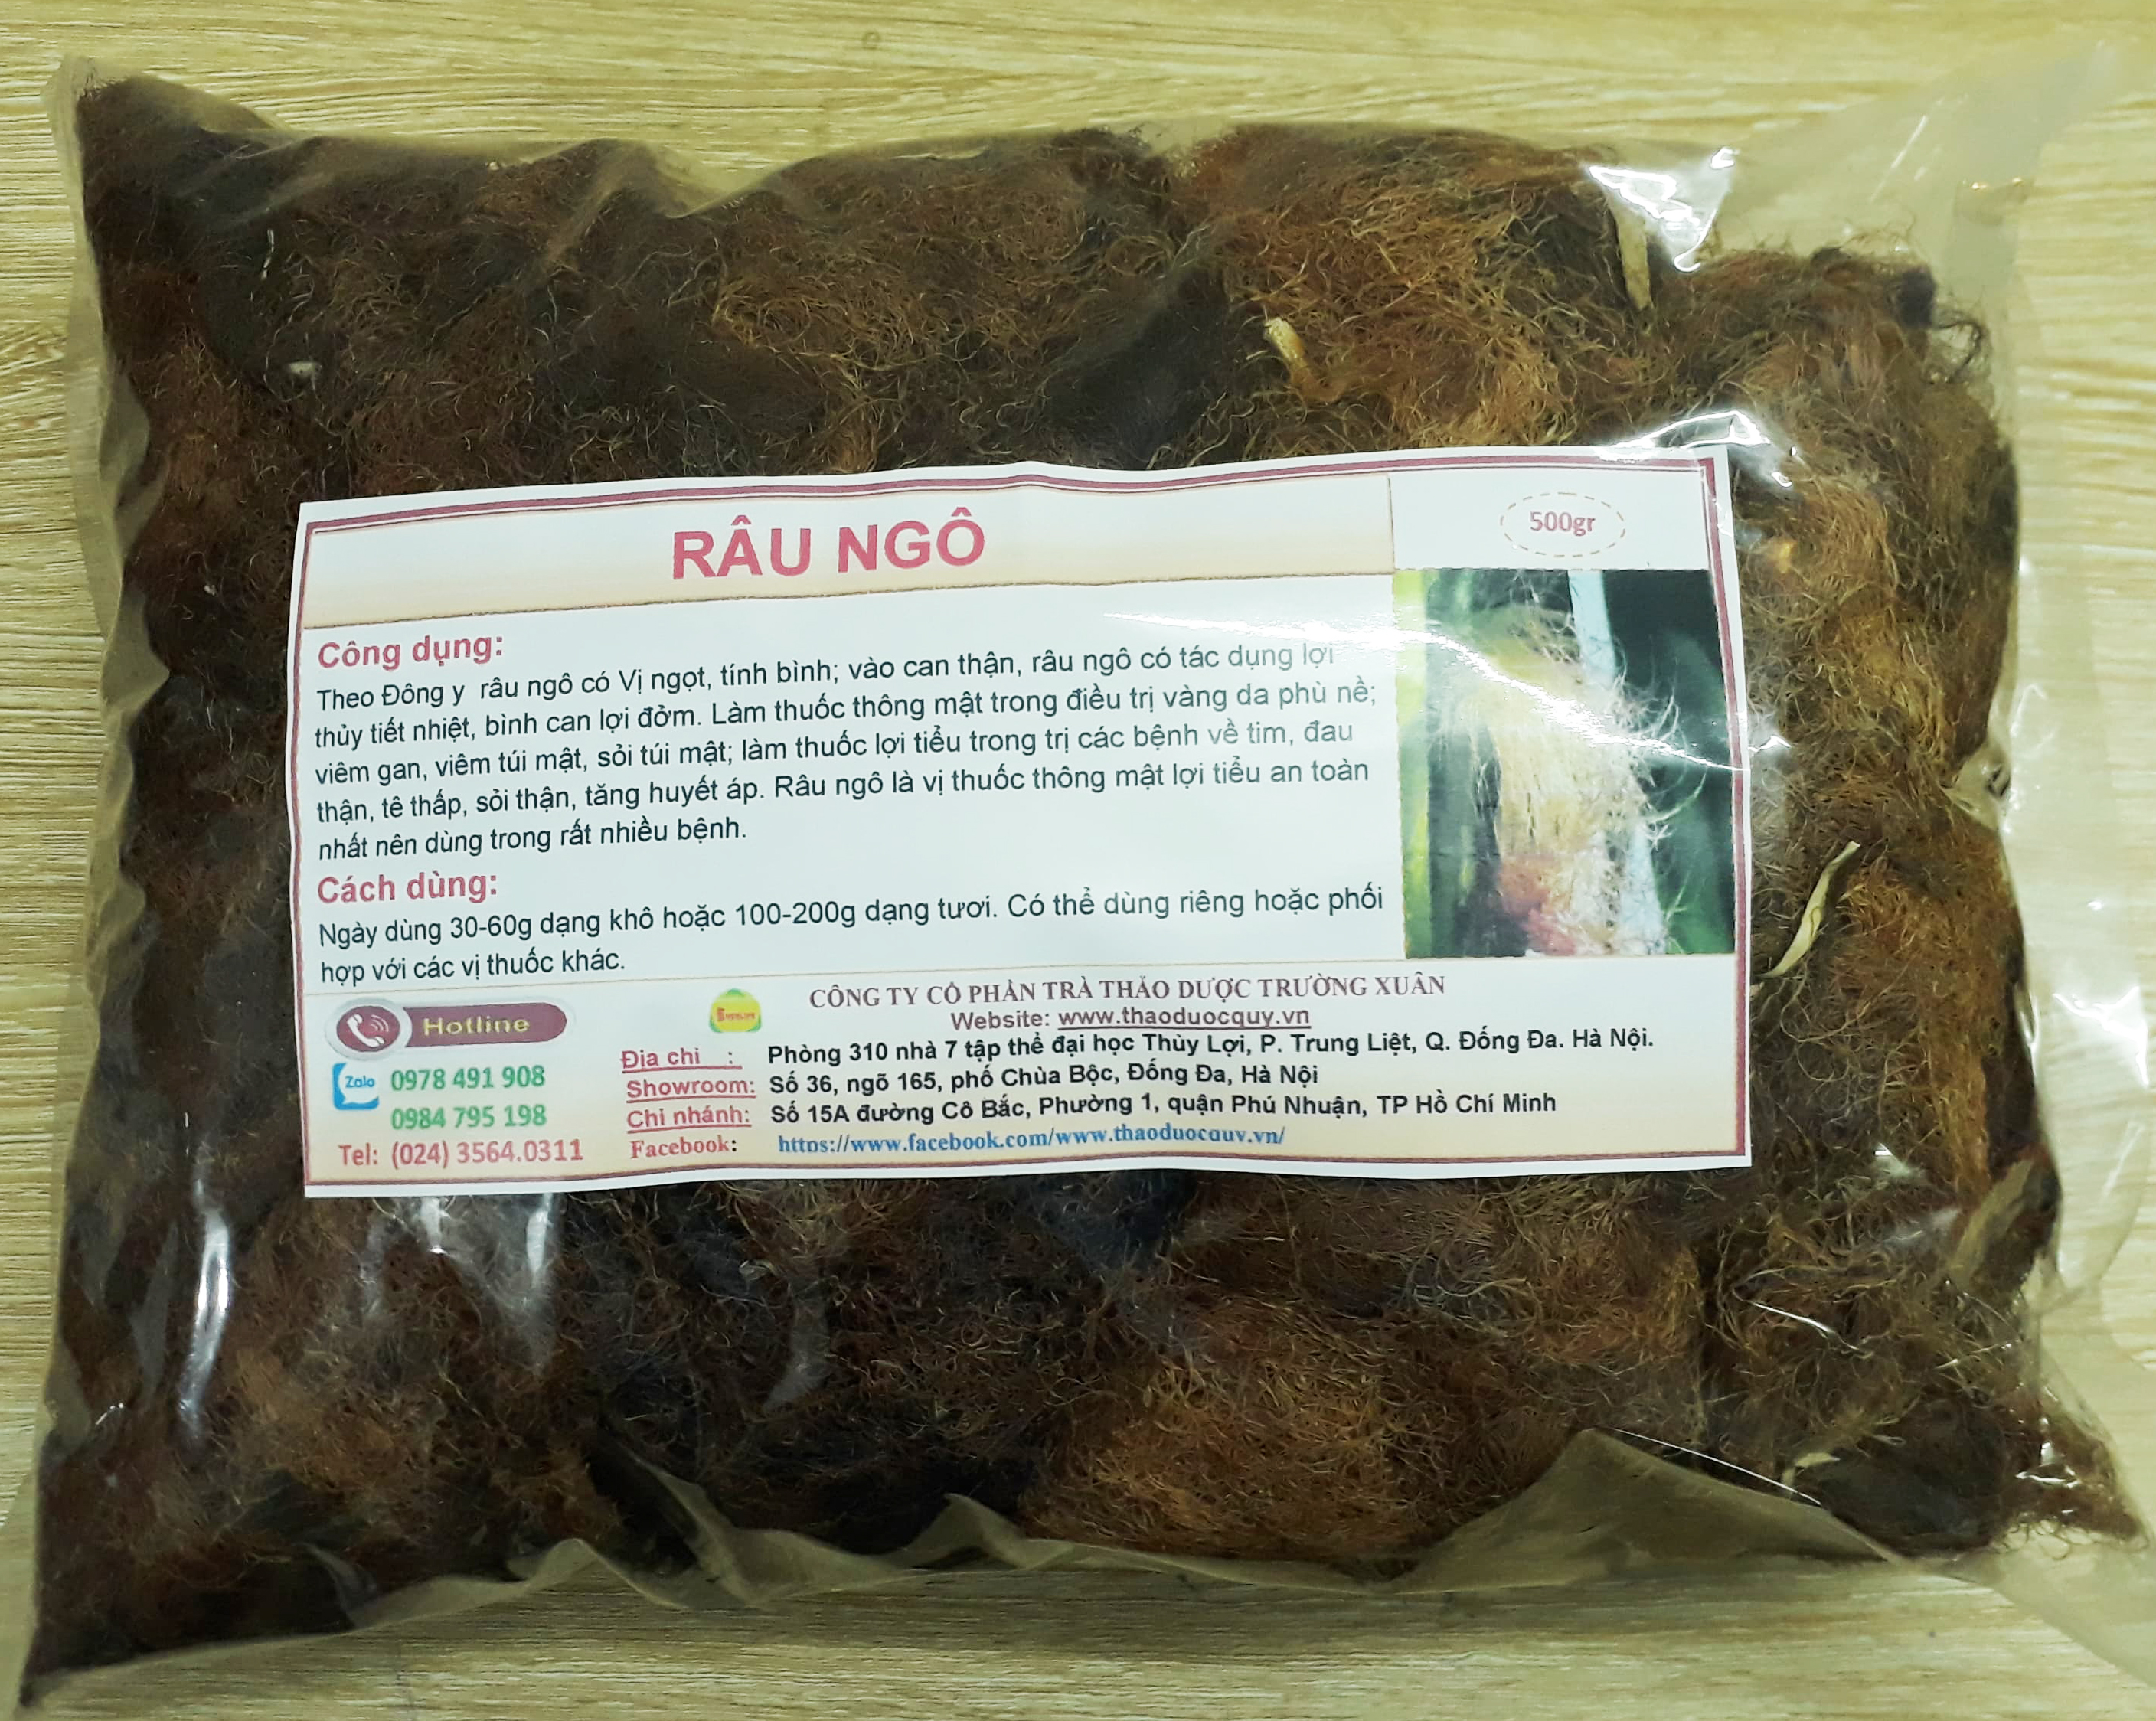 RÂU NGÔ
500gr
Công dụng:
Theo Đông y râu ngô có Vị ngọt, tính bình; vào can thận, râu ngô có tác dụng lợi
thủy tiết nhiệt, bình can lợi đởm. Làm thuốc thông mật trong điều trị vàng da phù nề;
viêm gan, viêm túi mật, sỏi túi mật; làm thuốc lợi tiểu trong trị các bệnh về tim, đau
thận, tê thấp, sỏi thận, tăng huyết áp. Râu ngô là vị thuốc thông mật lợi tiểu an toàn
nhất nên dùng trong rất nhiều bệnh.
Cách dùng:
Ngày dùng 30-60g dạng khô hoặc 100-200g dạng tươi. Có thể dùng riêng hoặc phối
hợp với các vị thuốc khác.
Hotline
Zalo 0978 491 908
0984 795 198
Tel: (024) 3564.0311
CÔNG TY CỔ PHẦN TRÀ THẢO DƯỢC TRƯỜNG XUÂN
Website: www.thaoduocquy.vn
Địa chỉ : Phòng 310 nhà 7 tập thể đại học Thủy Lợi, P. Trung Liệt, Q. Đống Đa. Hà Nội.
Showroom: Số 36, ngõ 165, phố Chùa Bộc, Đống Đa, Hà Nội
Chi nhánh: Số 15A đường Cô Bắc, Phường 1, quận Phú Nhuận, TP Hồ Chí Minh
Facebook: https://www.facebook.com/www.thaoduocquy.vn/